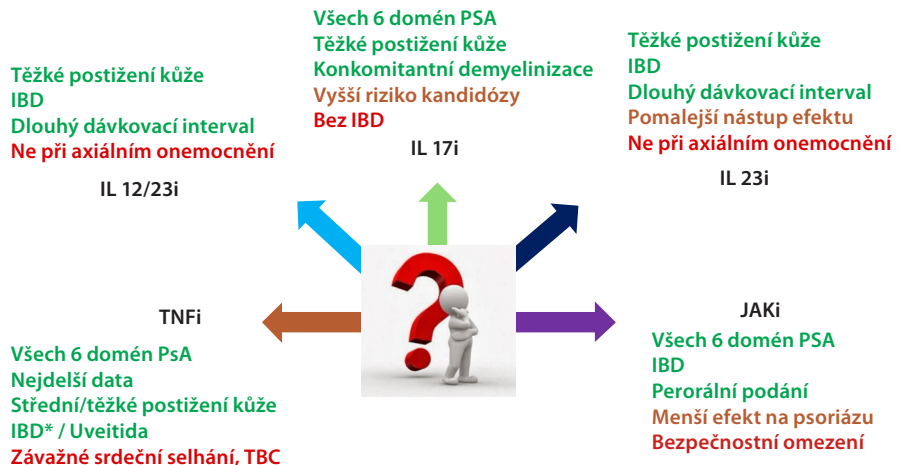 Těžké postižení kůže
IBD
Dlouhý dávkovací interval
Ne při axiálním onemocnění
IL 12/23i
Všech 6 domén PSA
Těžké postižení kůže
Konkomitantní demyelinizace
Vyšší riziko kandidózy
Bez IBD
IL 17i
Těžké postižení kůže
IBD
Dlouhý dávkovací interval
Pomalejší nástup efektu
Ne při axiálním onemocnění
IL 23i
TNFi
Všech 6 domén PsA
Nejdelší data
Střední/těžké postižení kůže
IBD* / Uveitida
Závažné srdeční selhání, TBC
JAKi
Všech 6 domén PSA
IBD
Perorální podání
Menší efekt na psoriázu
Bezpečnostní omezení
?